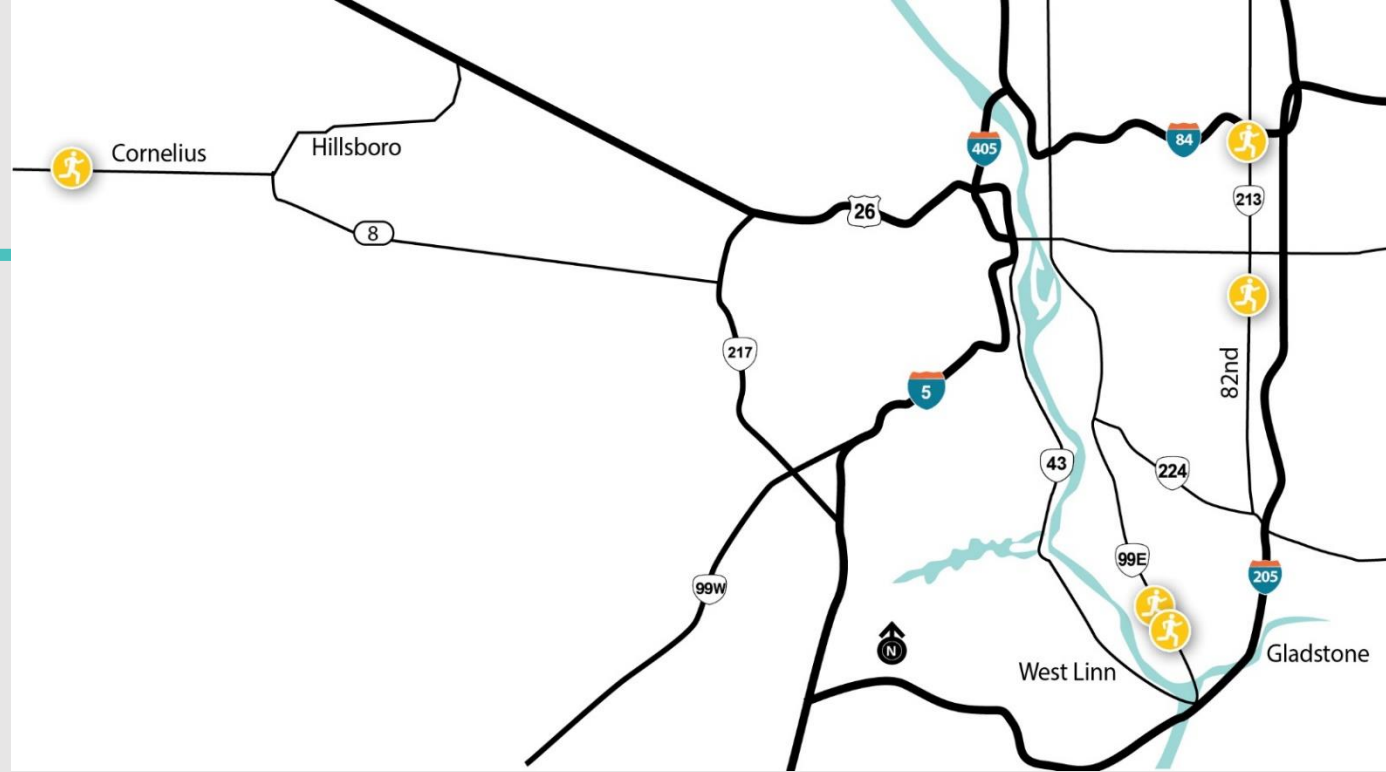 Cornelius
Hillsboro
8
26
405
84
213
217
5
82nd
43
224
99E
99W
205
N
West Linn
Gladstone